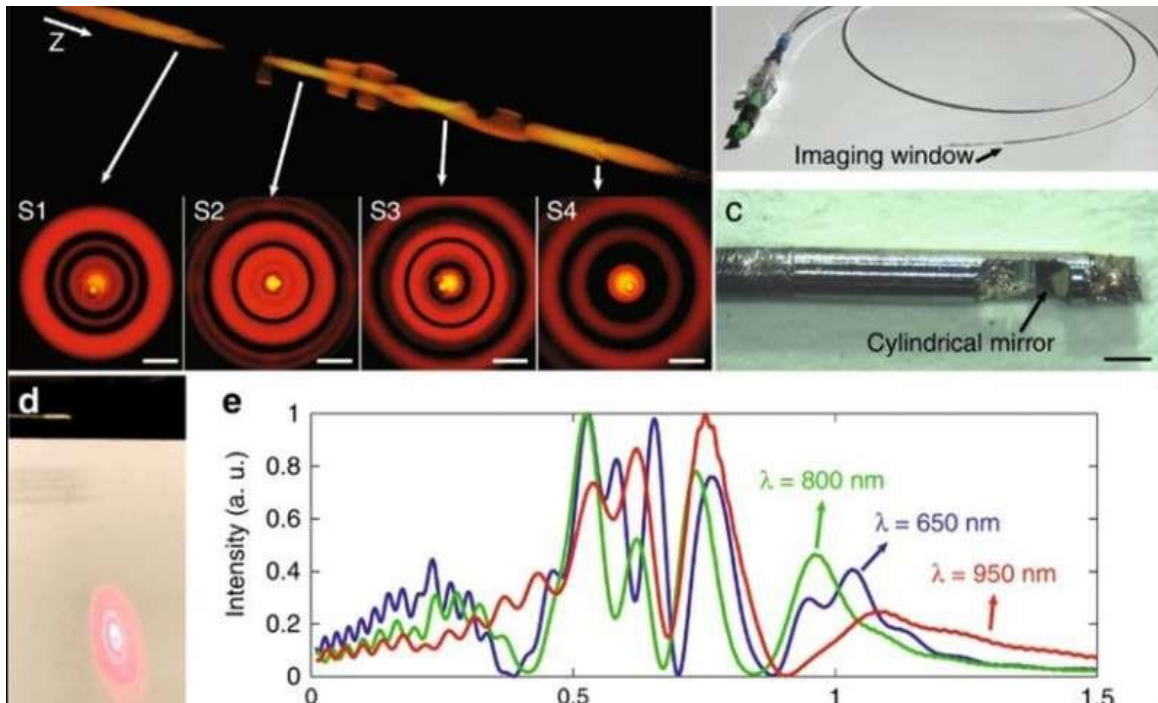 Z
Imaging window
S1
S2
S3
S4
c
Cylindrical mirror
d
e
Intensity (a. u.)
1
0.8
0.6
0.4
0.2
0
λ = 800 nm
λ = 650 nm
λ = 950 nm
0
0.5
1
1.5